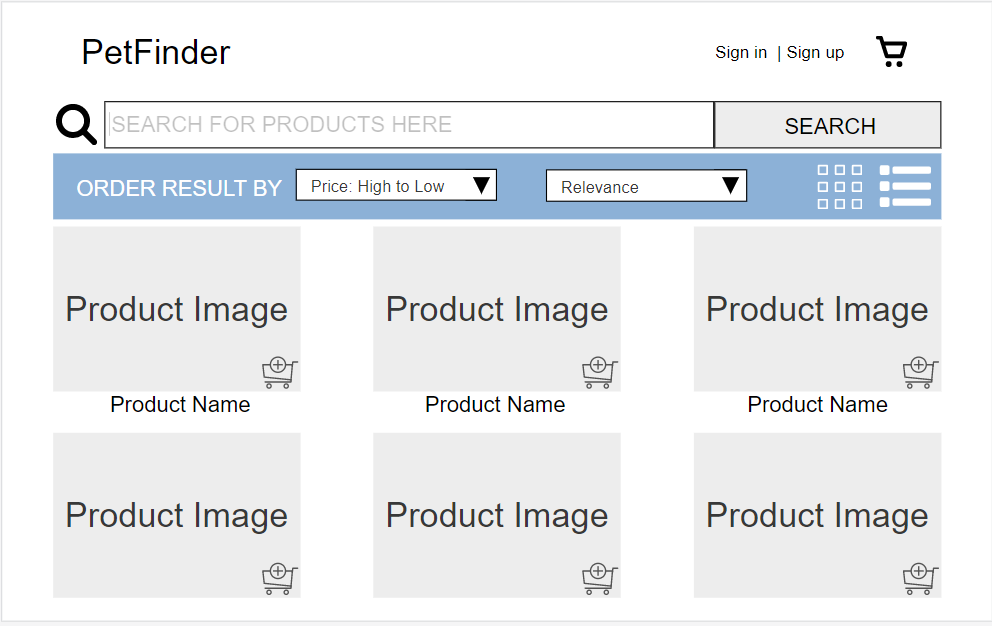 PetFinder
Sign in | Sign up
SEARCH FOR PRODUCTS HERE
SEARCH
ORDER RESULT BY
Price: High to Low
Relevance
Product Image
Product Image
Product Image
Product Name
Product Name
Product Name
Product Image
Product Image
Product Image